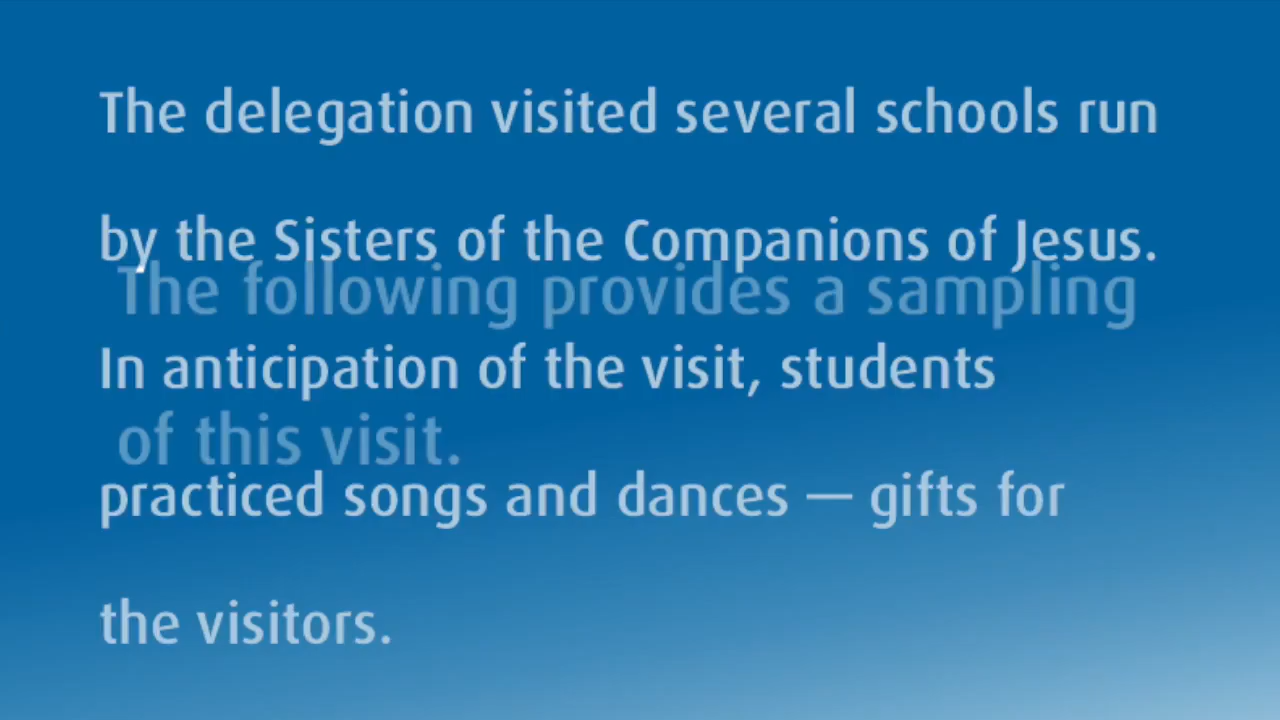 The delegation visited several schools run
by the Sisters of the Companions of Jesus.
The following provides a sampling
In anticipation of the visit, students
of this visit.
practiced songs and dances — gifts for
the visitors.